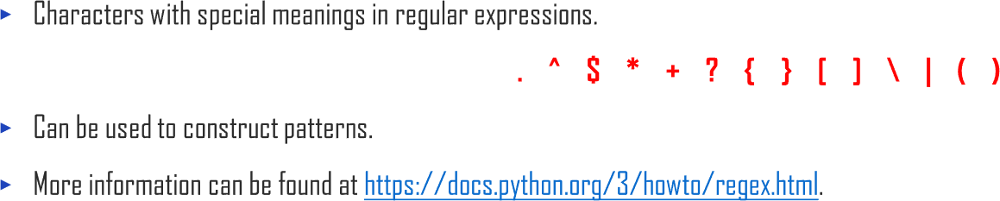 ▸ Characters with special meanings in regular expressions.
. ^ $ * + ? { } [ ] \ | ( )
▸ Can be used to construct patterns.
▸ More information can be found at https://docs.python.org/3/howto/regex.html.